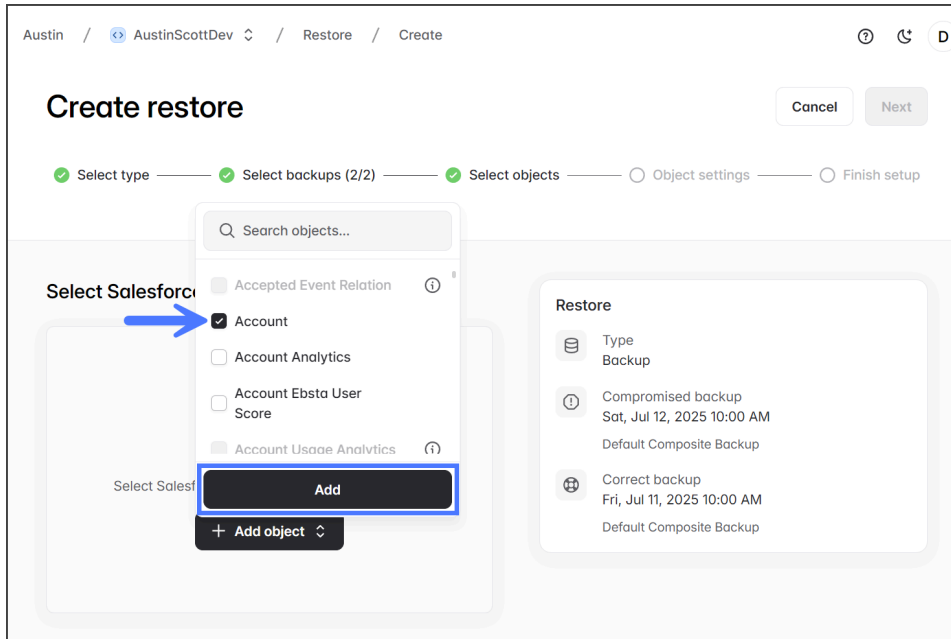 Austin / AustinScottDev / Restore / Create
D
Create restore
Cancel
Next
Select type
Select backups (2/2)
Select objects
Object settings
Finish setup
Search objects...
Select Salesforc
Accepted Event Relation
Account
Account Analytics
Account Ebsta User
Score
Account Usage Analytics
Add
Select Salesf
+ Add object
Restore
Type
Backup
Compromised backup
Sat, Jul 12, 2025 10:00 AM
Default Composite Backup
Correct backup
Fri, Jul 11, 2025 10:00 AM
Default Composite Backup